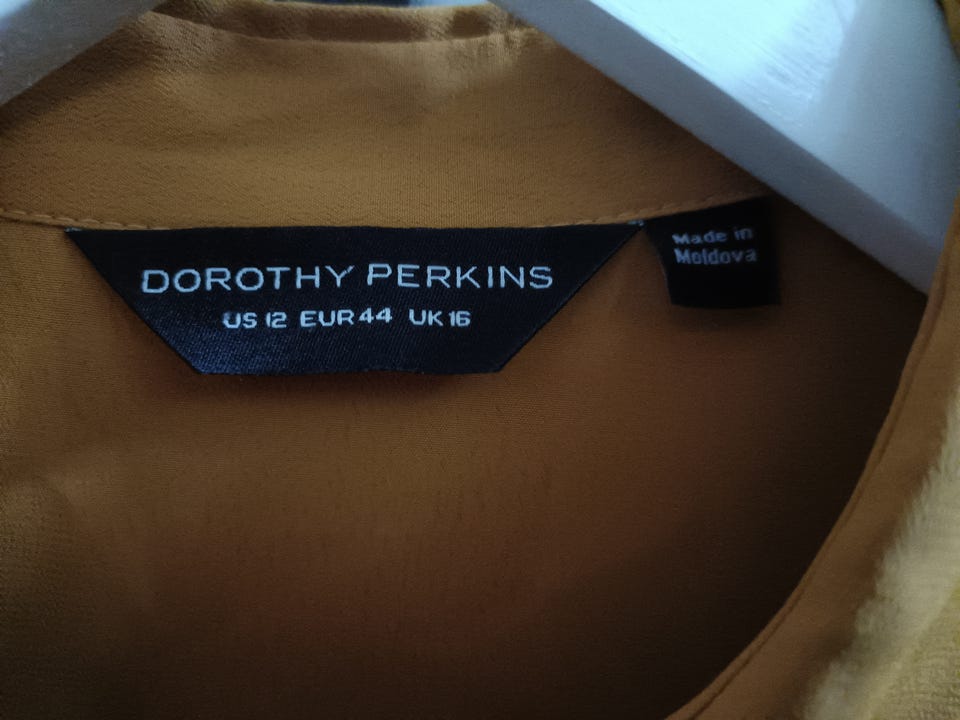 DOROTHY PERKINS
US 12 EUR 44 UK 16
Made in
Moldova